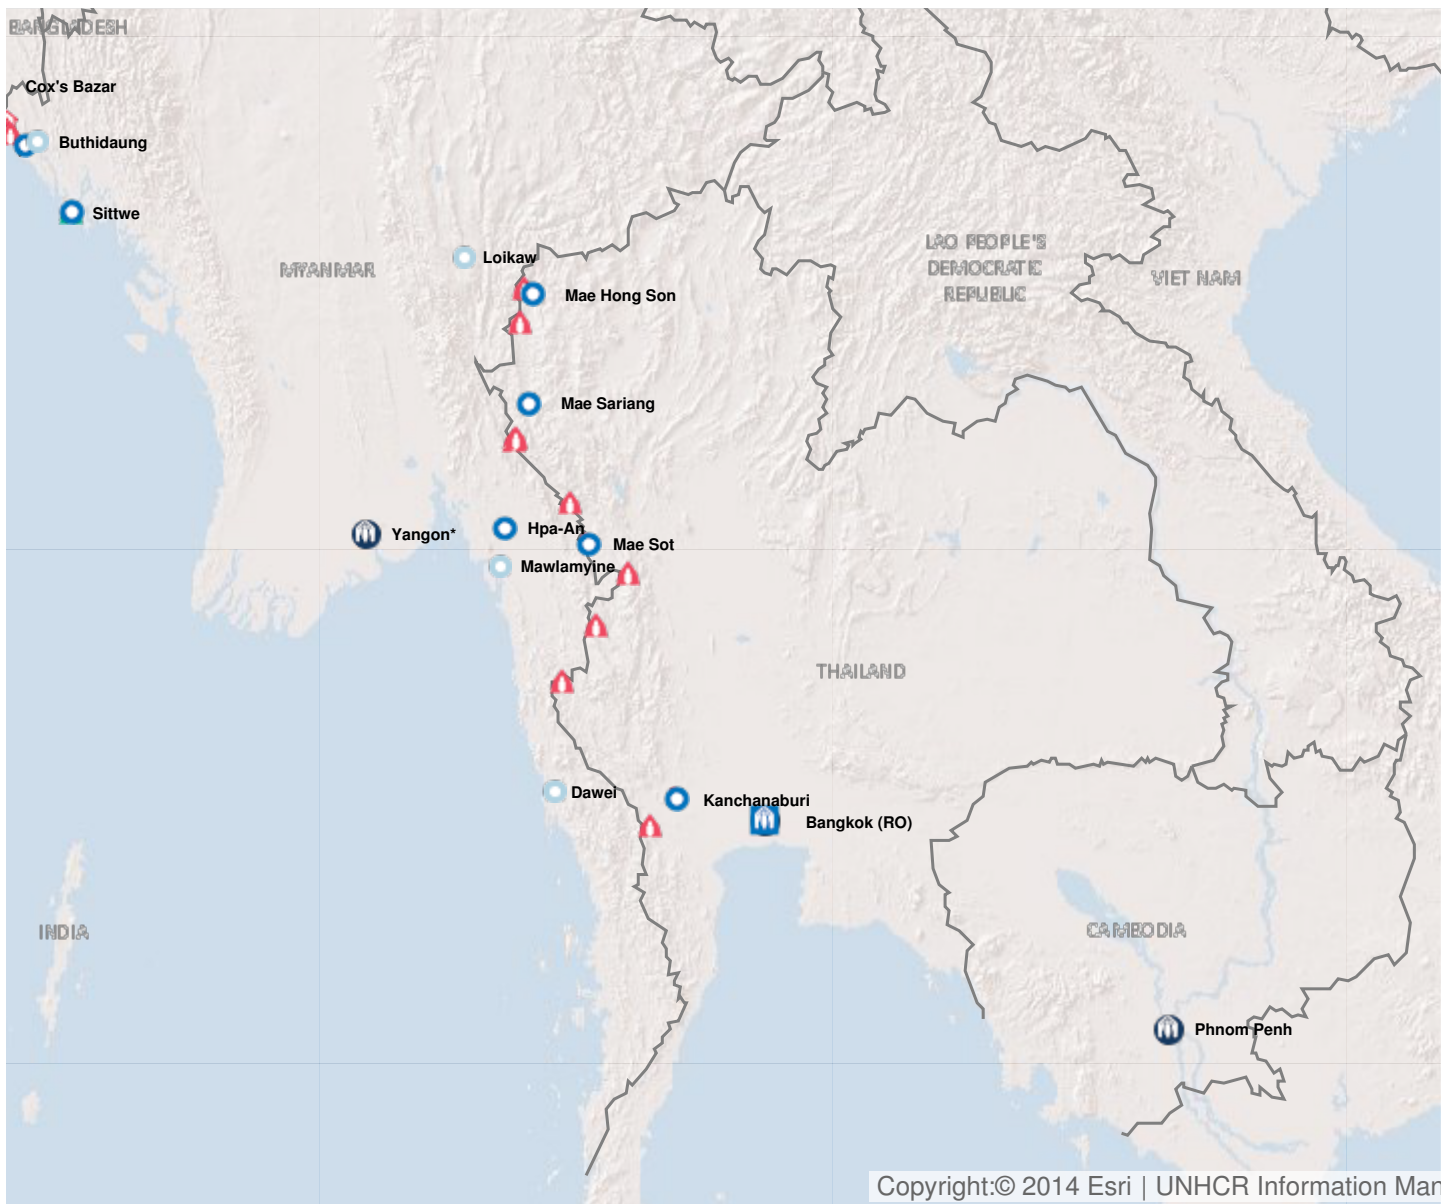 BANGLADESH
Cox's Bazar
Buthidaung
Sittwe
MYANMAR
Loikaw
Mae Hong Son
LAO PEOPLE'S
DEMOCRATIC
REPUBLIC
VIET NAM
Mae Sariang
Yangon*
Hpa-An
Mae Sot
Mawlamyine
THAILAND
Dawei
Kanchanaburi
Bangkok (RO)
INDIA
CAMBODIA
Phnom Penh
Copyright:© 2014 Esri | UNHCR Information Man